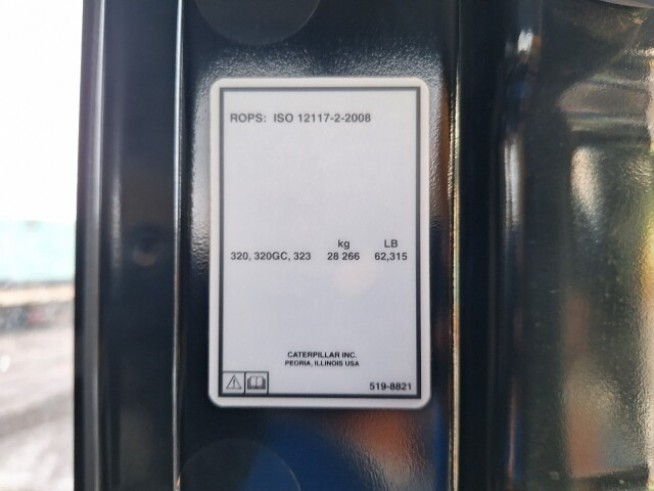 ROPS: ISO 12117-2-2008
kg LB
320, 320GC, 323 28 266 62,315
CATERPILLAR INC.
PEORIA, ILLINOIS USA
519-8821